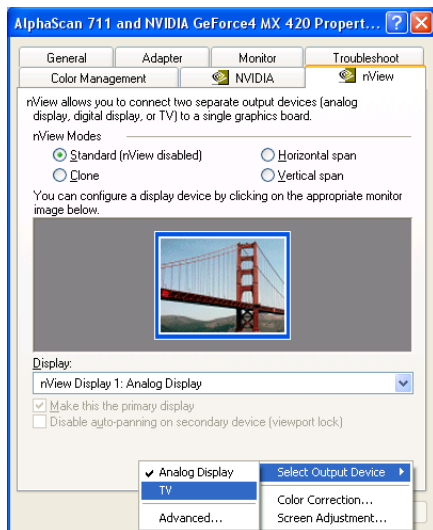 AlphaScan 711 and NVIDIA GeForce4 MX 420 Propert...
General Adapter Monitor Troubleshoot
Color Management NVIDIA nView
nView allows you to connect two separate output devices (analog
display, digital display, or TV) to a single graphics board.
nView Modes
Standard (nView disabled) Horizontal span
Clone Vertical span
You can configure a display device by clicking on the appropriate monitor
image below.
Display:
nView Display 1: Analog Display
Make this the primary display
Disable auto-panning on secondary device (viewport lock)
Analog Display Select Output Device
TV
Color Correction...
Advanced... Screen Adjustment...